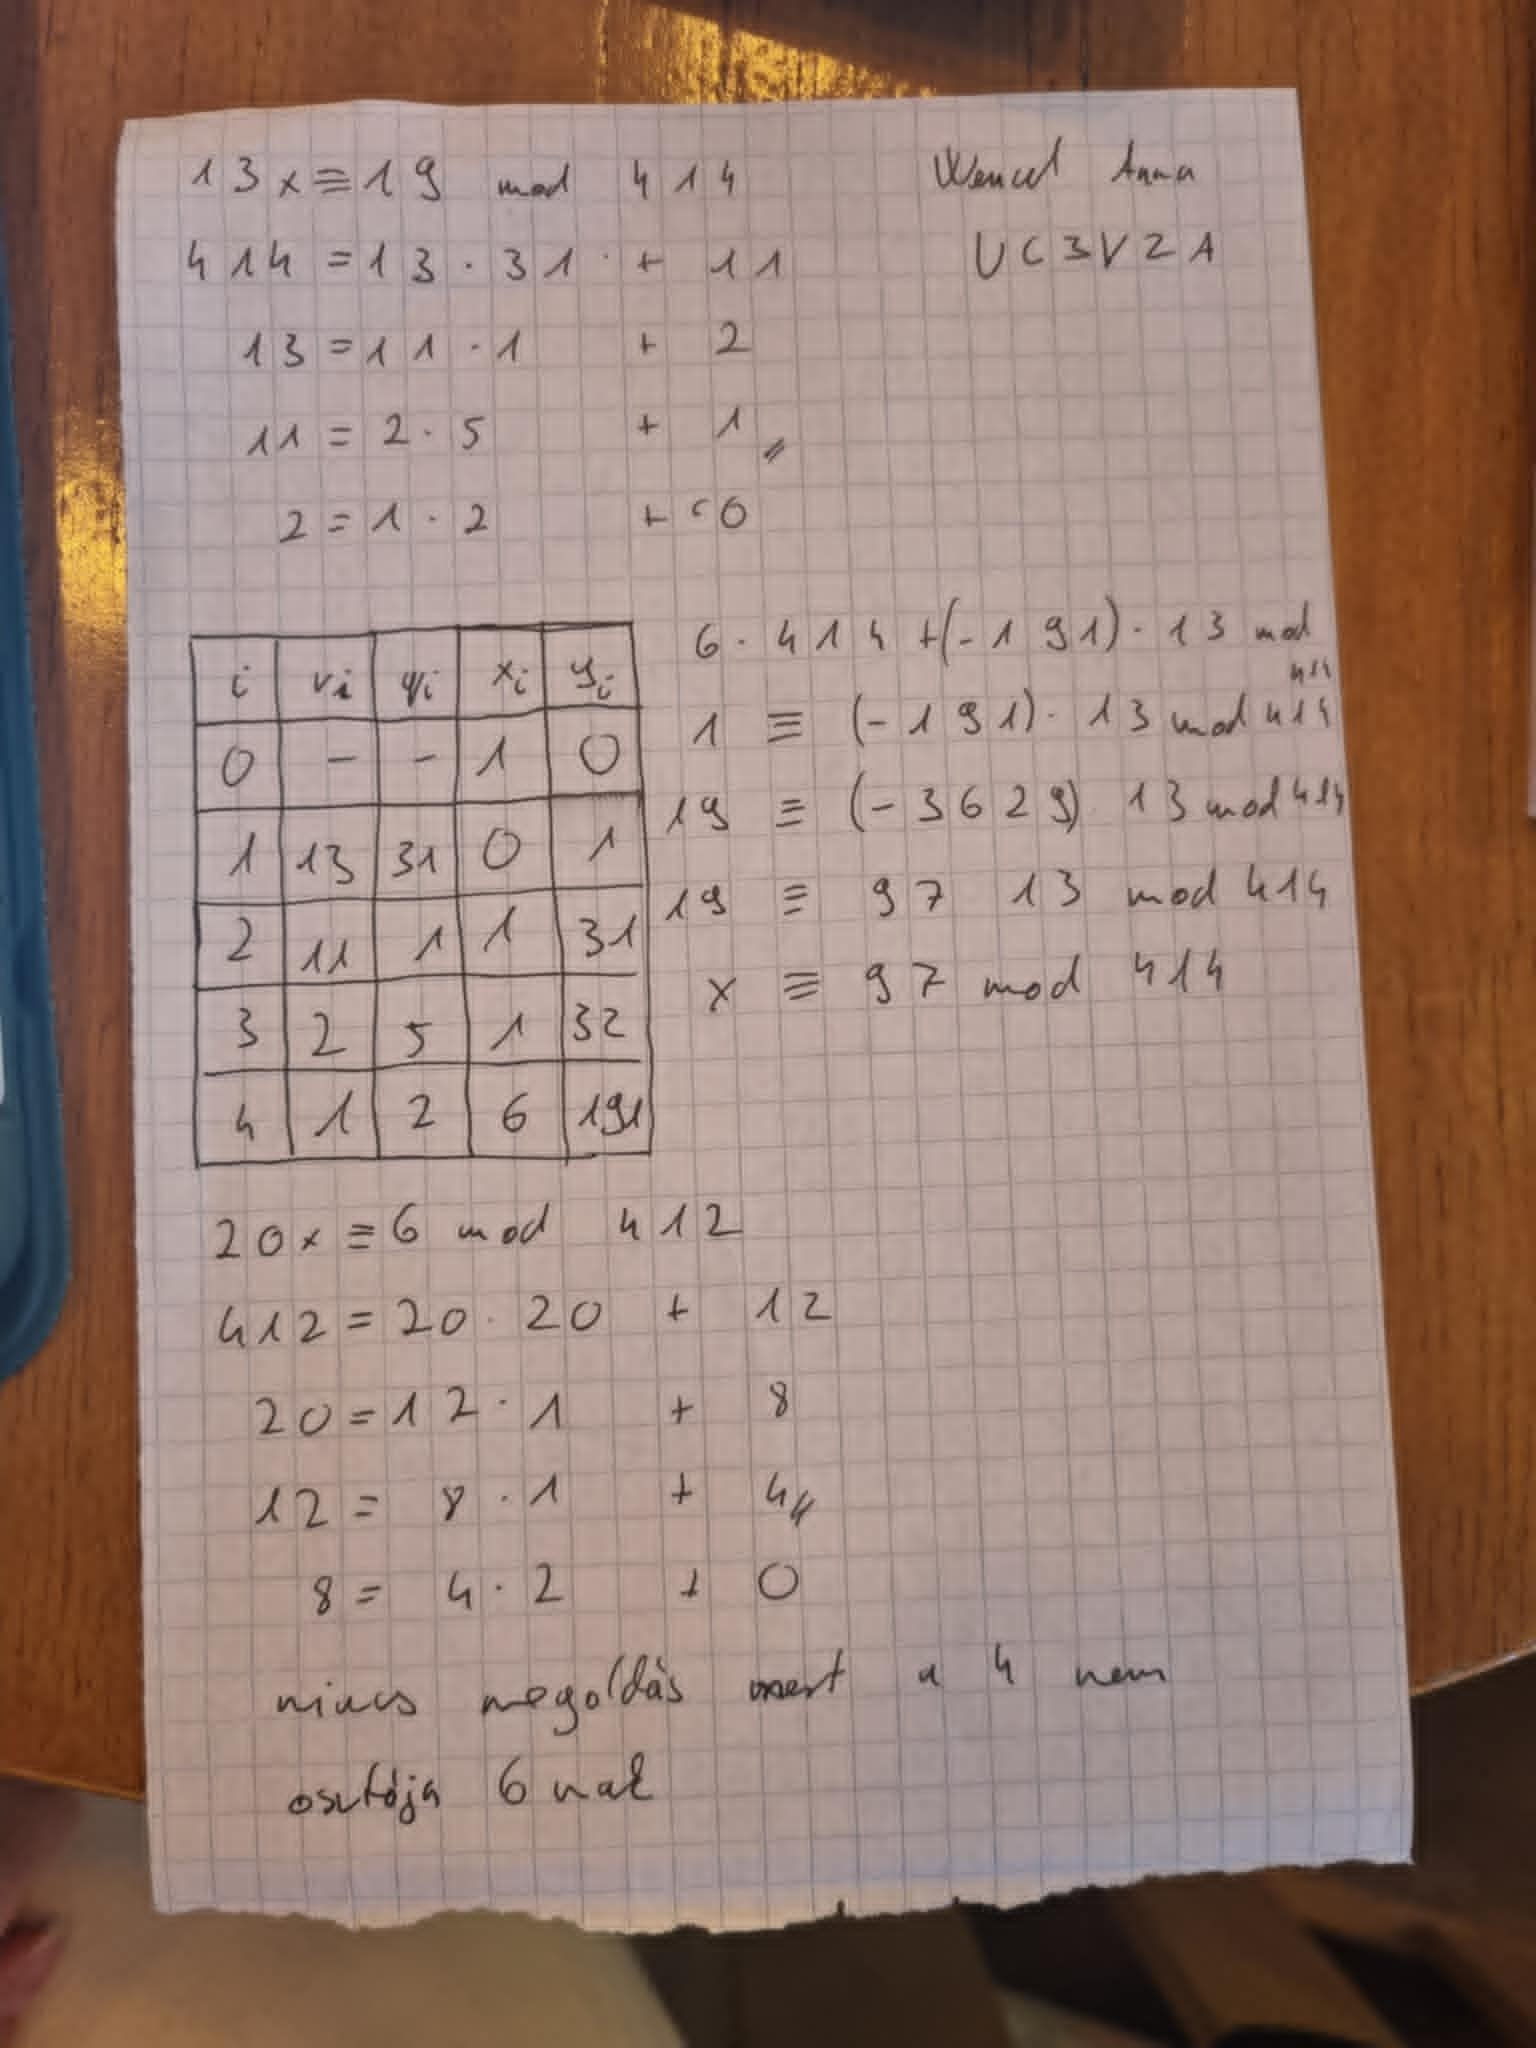 13x ≡ 19 mod 414
Wencel Anna
UC3VZA
414 = 13 · 31 + 11
13 = 11 · 1 + 2
11 = 2 · 5 + 1
2 = 1 · 2 + 0
i ri qi xi yi
0 - - 1 0
1 13 31 0 1
2 11 1 1 31
3 2 5 1 32
4 1 2 6 191
6 · 414 + (-191) · 13 mod 414
1 ≡ (-191) · 13 mod 414
19 ≡ (-3629) 13 mod 414
19 ≡ 97 13 mod 414
x ≡ 97 mod 414
20x ≡ 6 mod 412
412 = 20 · 20 + 12
20 = 12 · 1 + 8
12 = 8 · 1 + 4
8 = 4 · 2 + 0
nincs megoldás mert a 4 nem
osztója 6 nak